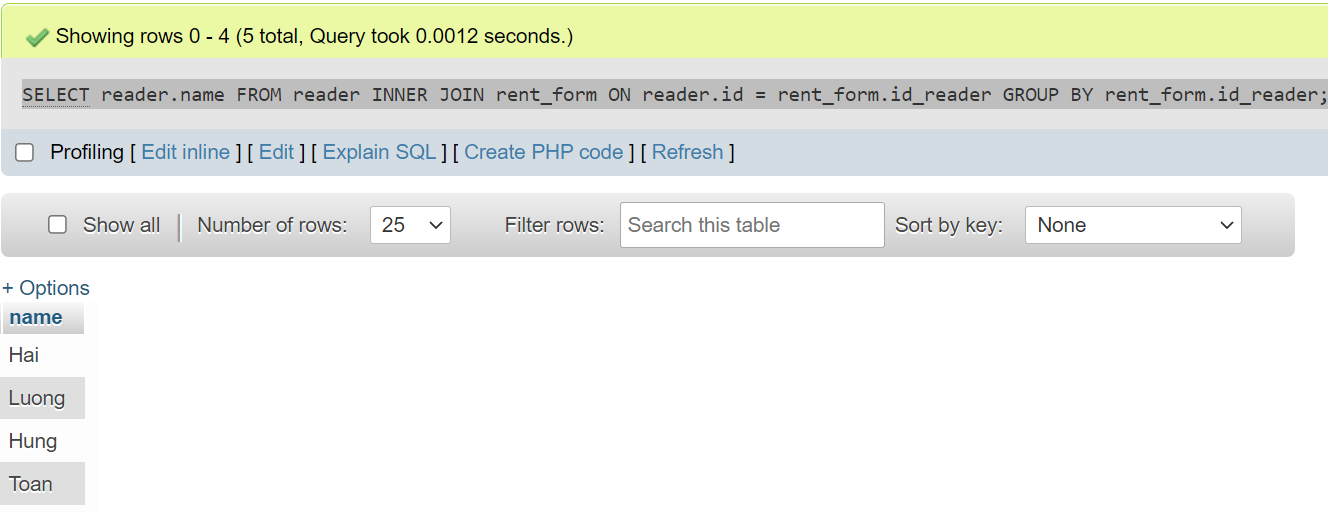 Showing rows 0 - 4 (5 total, Query took 0.0012 seconds.)
SELECT reader.name FROM reader INNER JOIN rent_form ON reader.id = rent_form.id_reader GROUP BY rent_form.id_reader;
Profiling [ Edit inline ] [ Edit ] [ Explain SQL ] [ Create PHP code ] [ Refresh ]
Show all | Number of rows: 25 Filter rows: Search this table Sort by key: None
+ Options
name
Hai
Luong
Hung
Toan